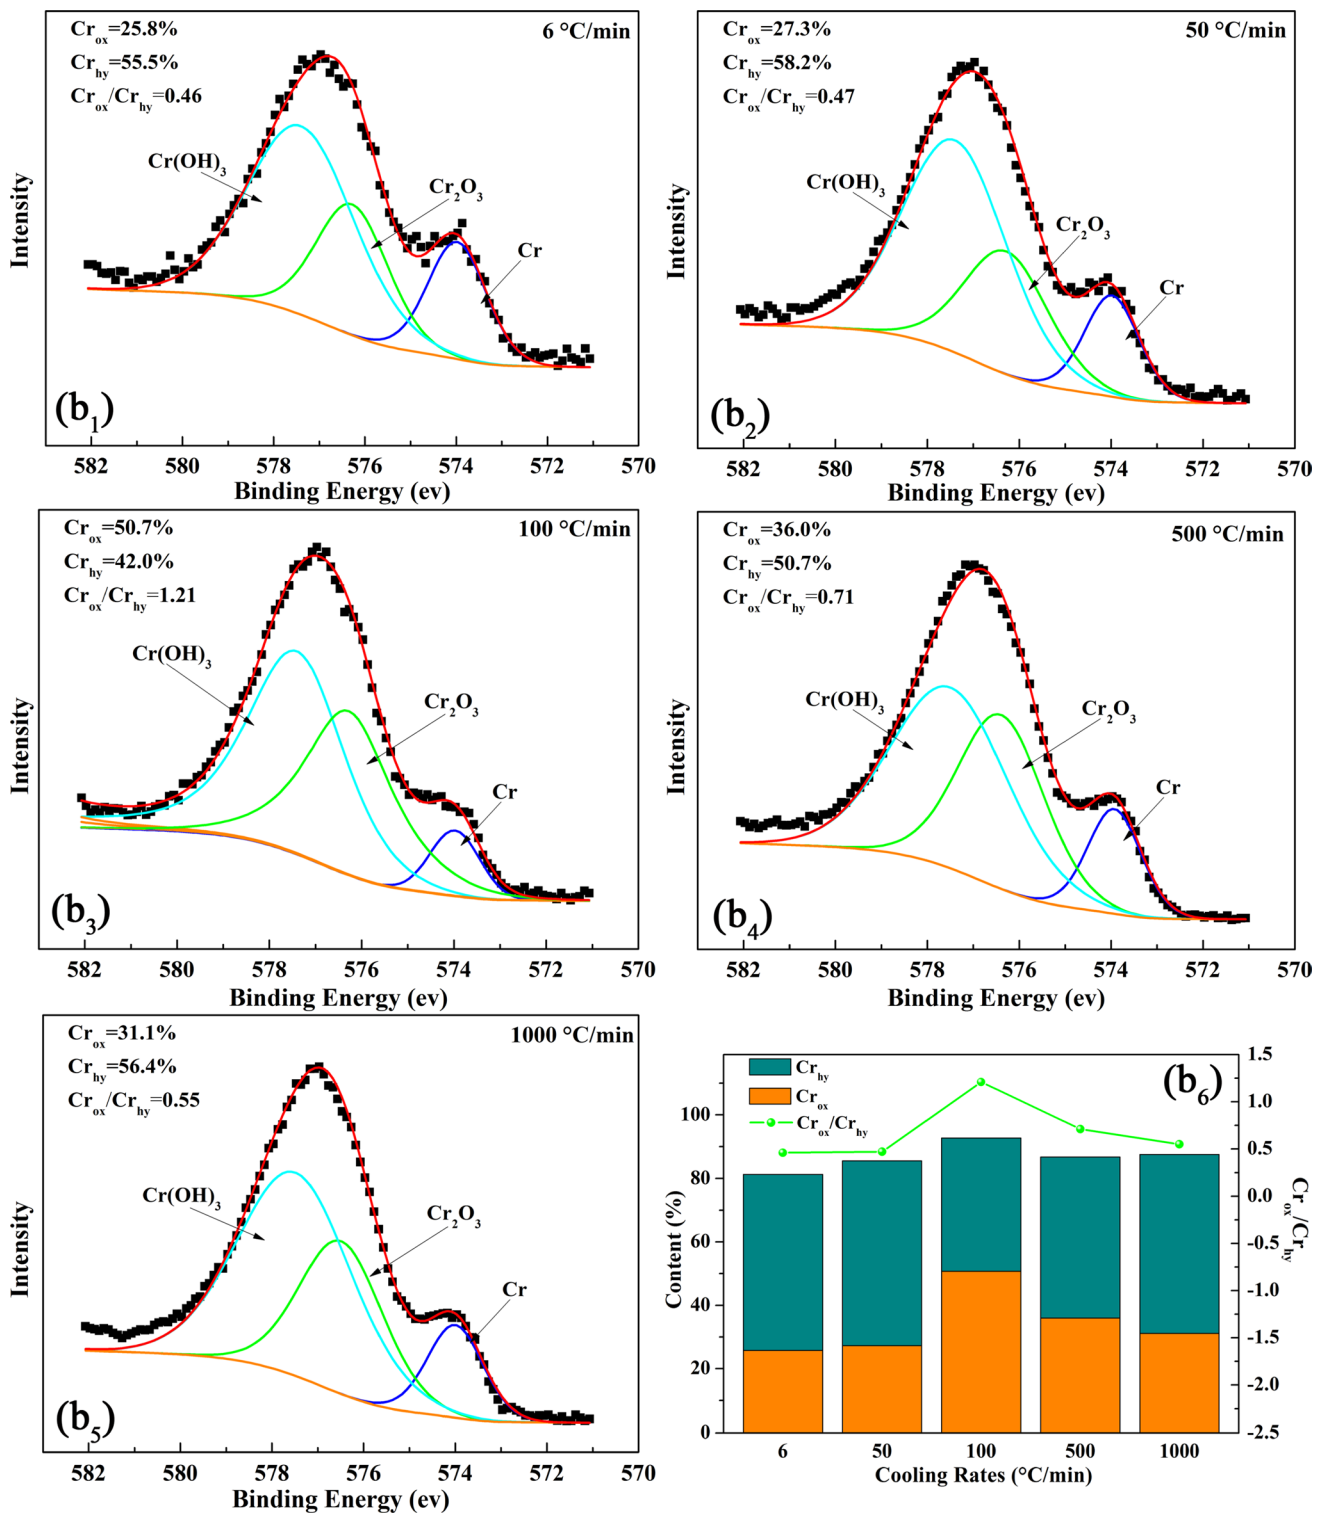 Cr_ox=25.8%
6 °C/min
Cr_hy=55.5%
Cr_ox/Cr_hy=0.46
Cr(OH)_3
Cr_2O_3
Cr
Intensity
(b_1)
582 580 578 576 574 572 570
Binding Energy (ev)
Cr_ox=27.3%
50 °C/min
Cr_hy=58.2%
Cr_ox/Cr_hy=0.47
Cr(OH)_3
Cr_2O_3
Cr
Intensity
(b_2)
582 580 578 576 574 572 570
Binding Energy (ev)
Cr_ox=50.7%
100 °C/min
Cr_hy=42.0%
Cr_ox/Cr_hy=1.21
Cr(OH)_3
Cr_2O_3
Cr
Intensity
(b_3)
582 580 578 576 574 572 570
Binding Energy (ev)
Cr_ox=36.0%
500 °C/min
Cr_hy=50.7%
Cr_ox/Cr_hy=0.71
Cr(OH)_3
Cr_2O_3
Cr
Intensity
(b_4)
582 580 578 576 574 572 570
Binding Energy (ev)
Cr_ox=31.1%
1000 °C/min
Cr_hy=56.4%
Cr_ox/Cr_hy=0.55
Cr(OH)_3
Cr_2O_3
Cr
Intensity
(b_5)
582 580 578 576 574 572 570
Binding Energy (ev)
Cr_hy
Cr_ox
Cr_ox/Cr_hy
(b_6)
100
80
60
40
20
0
Content (%)
1.5
1.0
0.5
0.0
-0.5
-1.0
-1.5
-2.0
-2.5
Cr_ox/Cr_hy
6 50 100 500 1000
Cooling Rates (°C/min)